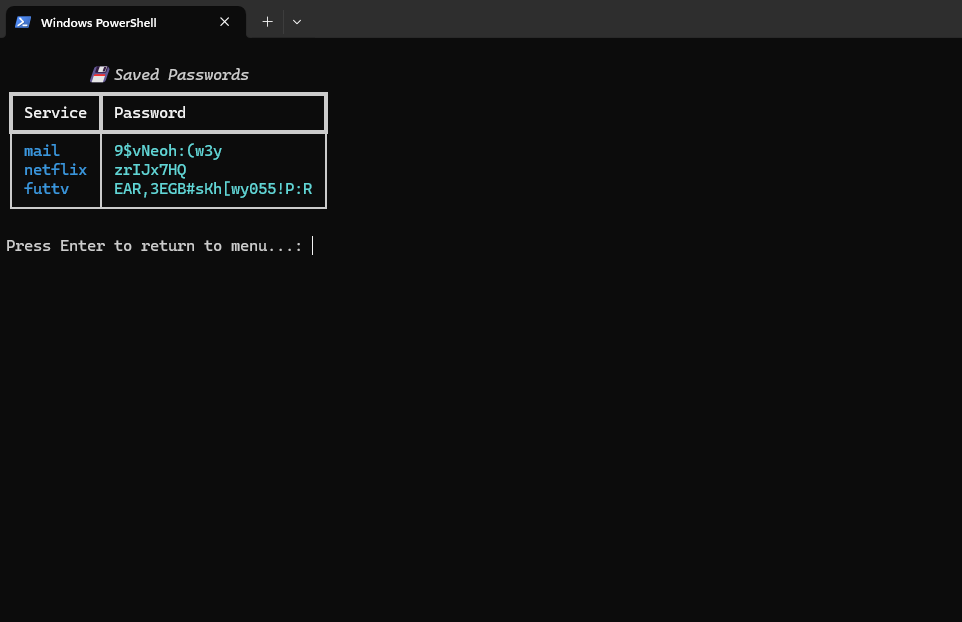 Windows PowerShell
💾 Saved Passwords
Service Password
mail 9$vNeoh:(w3y
netflix zrIJx7HQ
futtv EAR,3EGB#sKh[wy055!P:R
Press Enter to return to menu...: